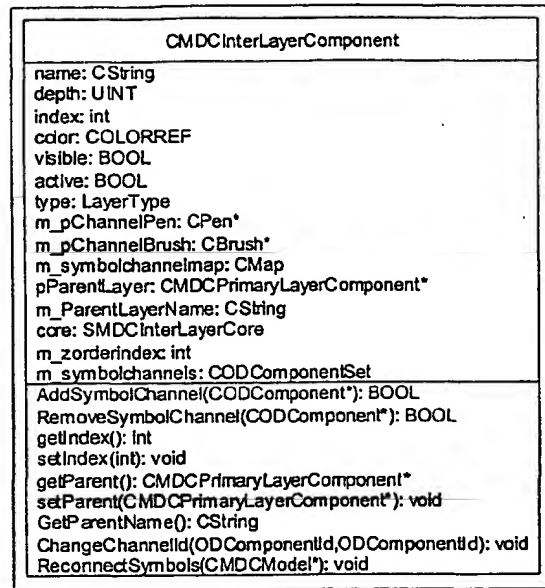 CMDCInterLayerComponent
name: CString
depth: UINT
index: int
color: COLORREF
visible: BOOL
active: BOOL
type: LayerType
m_pChannelPen: CPen*
m_pChannelBrush: CBrush*
m_symbolchannelmap: CMap
pParentLayer: CMDCPrimaryLayerComponent*
m_ParentLayerName: CString
core: SMDCInterLayerCore
m_zorderindex: int
m_symbolchannels: CODComponentSet
AddSymbolChannel(CODComponent*): BOOL
RemoveSymbolChannel(CODComponent*): BOOL
getIndex(): int
setIndex(int): void
getParent(): CMDCPrimaryLayerComponent*
setParent(CMDCPrimaryLayerComponent*): void
GetParentName(): CString
ChangeChannelId(ODComponentId,ODComponentId): void
ReconnectSymbols(CMDCModel*): void